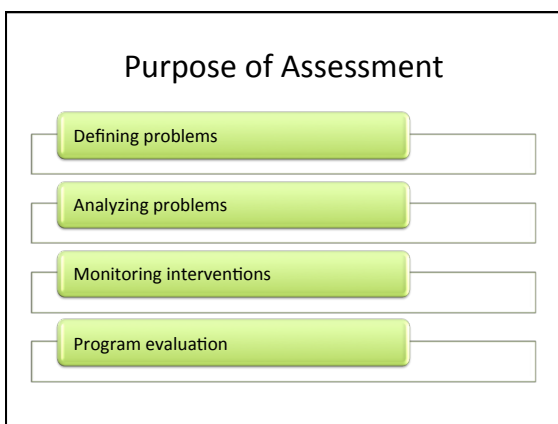 Purpose of Assessment
Defining problems
Analyzing problems
Monitoring interventions
Program evaluation